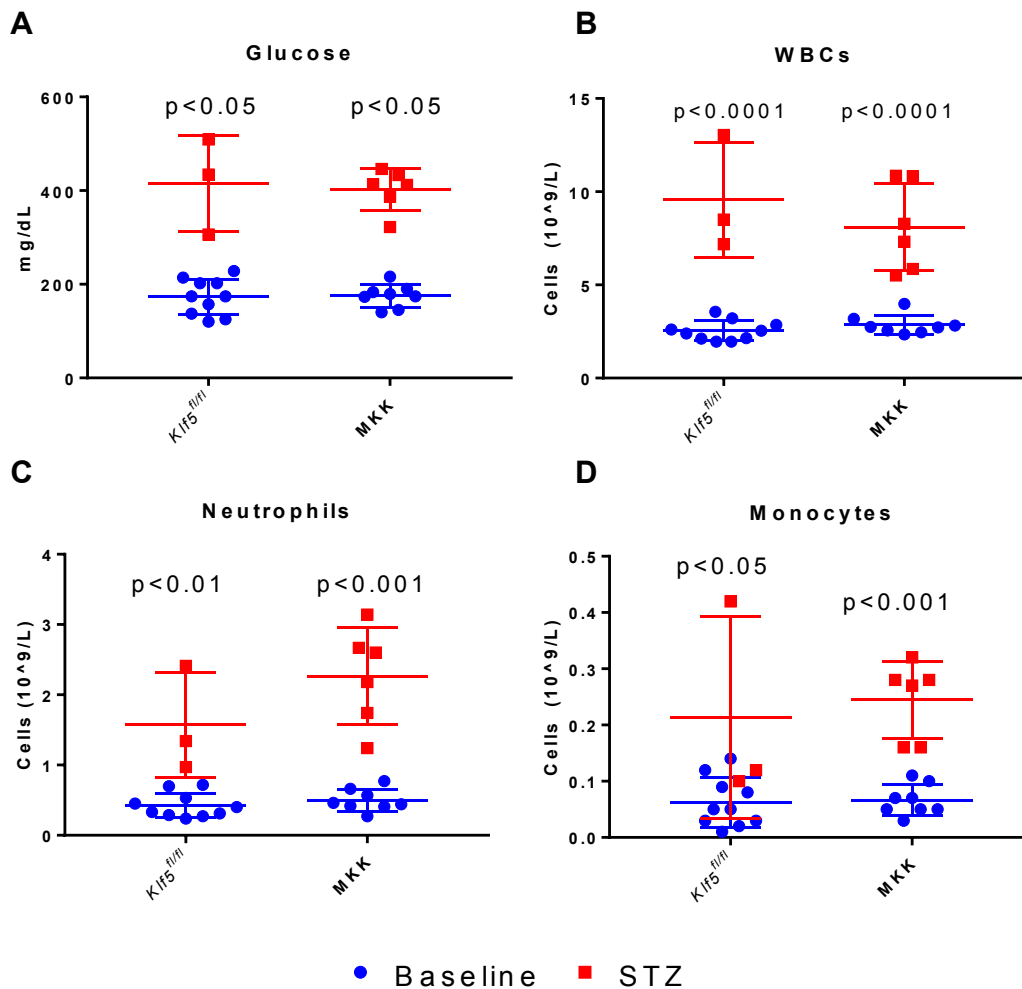 A
Glucose
p<0.05 p<0.05
600
400
200
0
mg/dL
Klf5fl/fl MKK
B
WBCs
p<0.0001 p<0.0001
15
10
5
0
Cells (10^9/L)
Klf5fl/fl MKK
C
Neutrophils
p<0.01 p<0.001
4
3
2
1
0
Cells (10^9/L)
Klf5fl/fl MKK
D
Monocytes
p<0.05
p<0.001
0.5
0.4
0.3
0.2
0.1
0.0
Cells (10^9/L)
Klf5fl/fl MKK
Baseline STZ